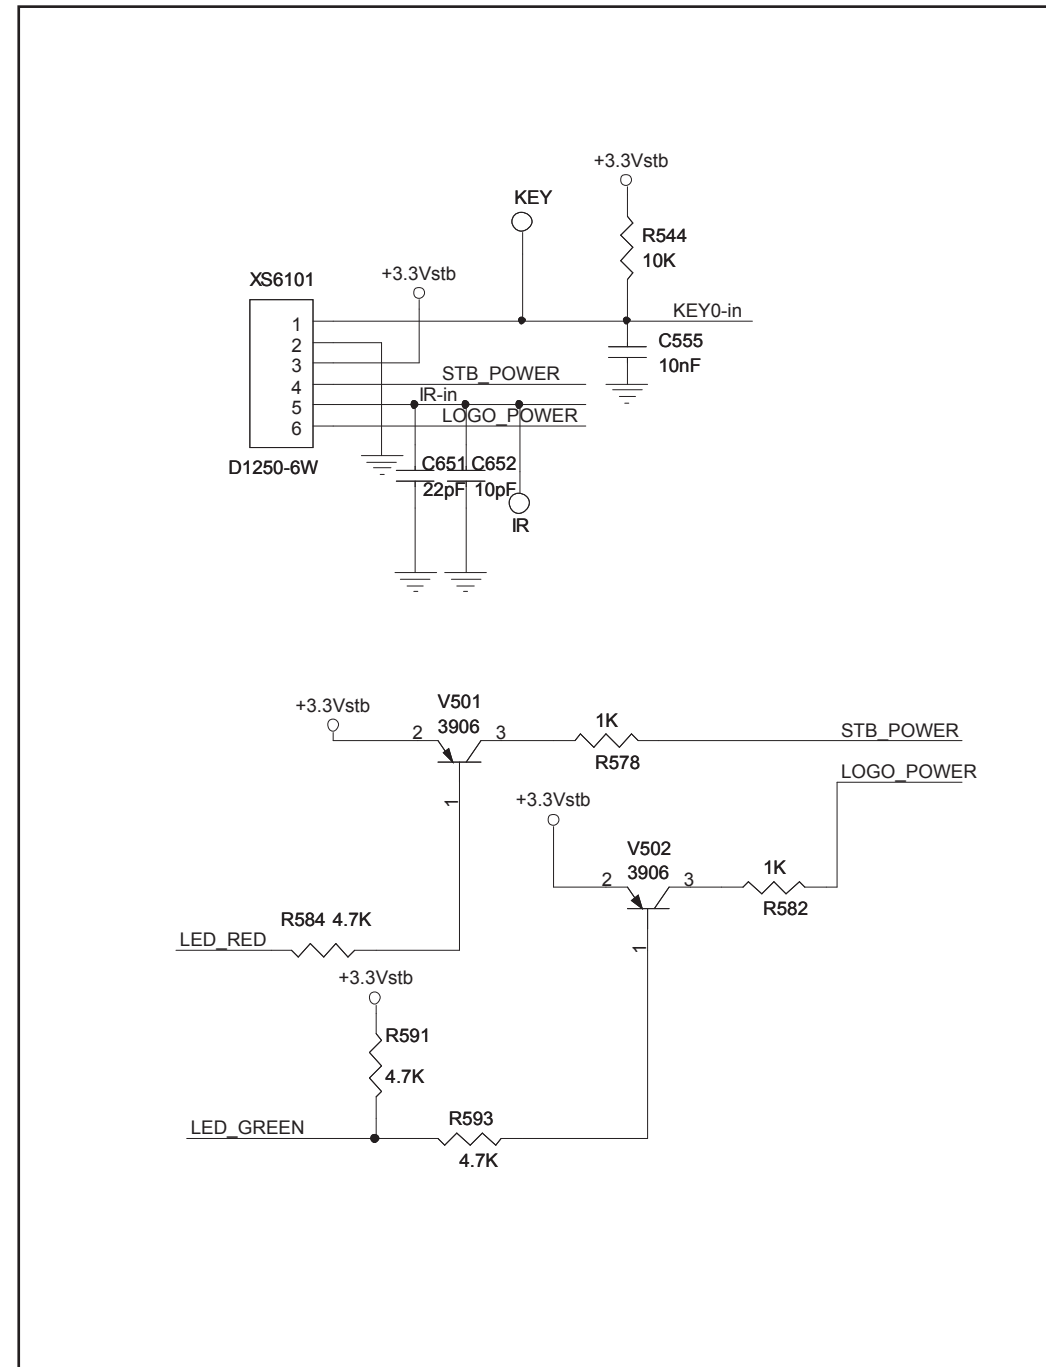 +3.3Vstb
KEY
R544
10K
+3.3Vstb
XS6101
KEY0-in
1
2
3
4
5
6
C555
10nF
STB_POWER
IR-in
LOGO_POWER
D1250-6W
C651 C652
22pF 10pF
IR
+3.3Vstb
V501
3906
2
3
1
1K
R578
STB_POWER
LOGO_POWER
+3.3Vstb
V502
3906
2
3
1
1K
R582
R584 4.7K
LED_RED
+3.3Vstb
R591
4.7K
LED_GREEN
R593
4.7K